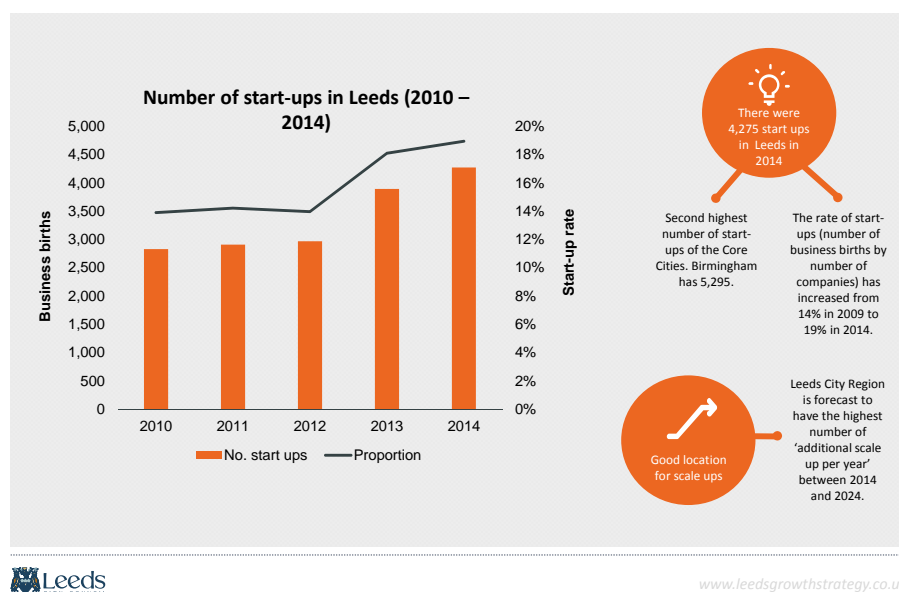 Number of start-ups in Leeds (2010 –
2014)
5,000
4,500
4,000
3,500
3,000
2,500
2,000
1,500
1,000
500
0
Business births
20%
18%
16%
14%
12%
10%
8%
6%
4%
2%
0%
Start-up rate
2010 2011 2012 2013 2014
No. start ups Proportion
There were
4,275 start ups
in Leeds in
2014
Second highest
number of start-
ups of the Core
Cities. Birmingham
has 5,295.
The rate of start-
ups (number of
business births by
number of
companies) has
increased from
14% in 2009 to
19% in 2014.
Good location
for scale ups
Leeds City Region
is forecast to
have the highest
number of
‘additional scale
up per year’
between 2014
and 2024.
Leeds
www.leedsgrowthstrategy.co.u